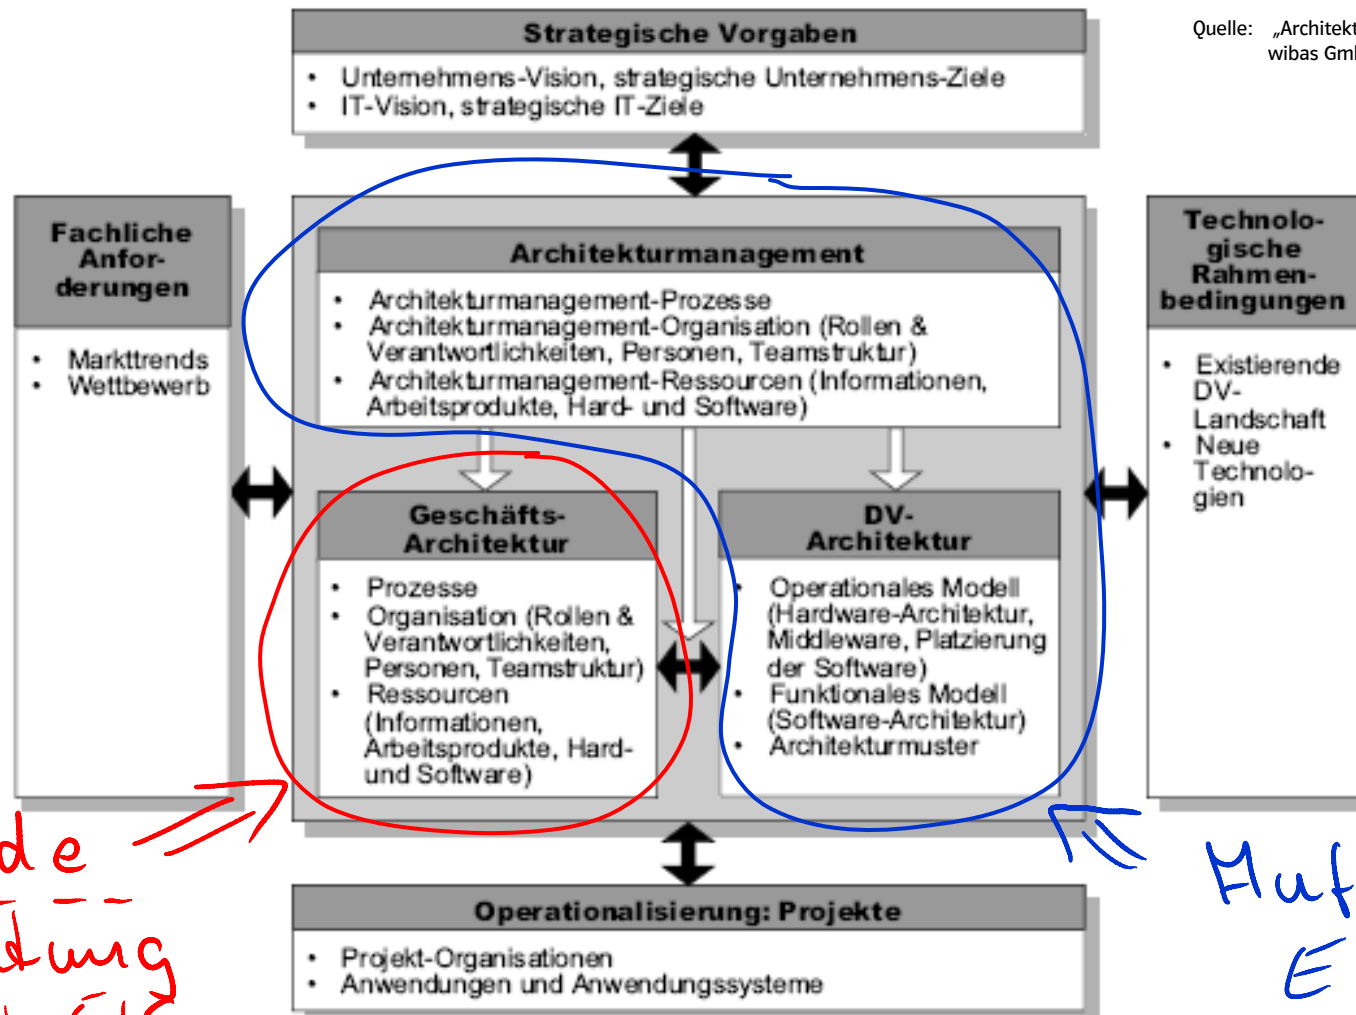 Quelle: „Architekt
wibas Gmb
Strategische Vorgaben
• Unternehmens-Vision, strategische Unternehmens-Ziele
• IT-Vision, strategische IT-Ziele
Fachliche
Anfor-
derungen
• Markttrends
• Wettbewerb
Architekturmanagement
• Architekturmanagement-Prozesse
• Architekturmanagement-Organisation (Rollen &
Verantwortlichkeiten, Personen, Teamstruktur)
• Architekturmanagement-Ressourcen (Informationen,
Arbeitsprodukte, Hard- und Software)
Geschäfts-
Architektur
• Prozesse
• Organisation (Rollen &
Verantwortlichkeiten,
Personen, Teamstruktur)
• Ressourcen
(Informationen,
Arbeitsprodukte, Hard-
und Software)
DV-
Architektur
• Operationales Modell
(Hardware-Architektur,
Middleware, Platzierung
der Software)
• Funktionales Modell
(Software-Architektur)
• Architekturmuster
Technolo-
gische
Rahmen-
bedingungen
• Existierende
DV-
Landschaft
• Neue
Technolo-
gien
Operationalisierung: Projekte
• Projekt-Organisationen
• Anwendungen und Anwendungssysteme
de
tung
E